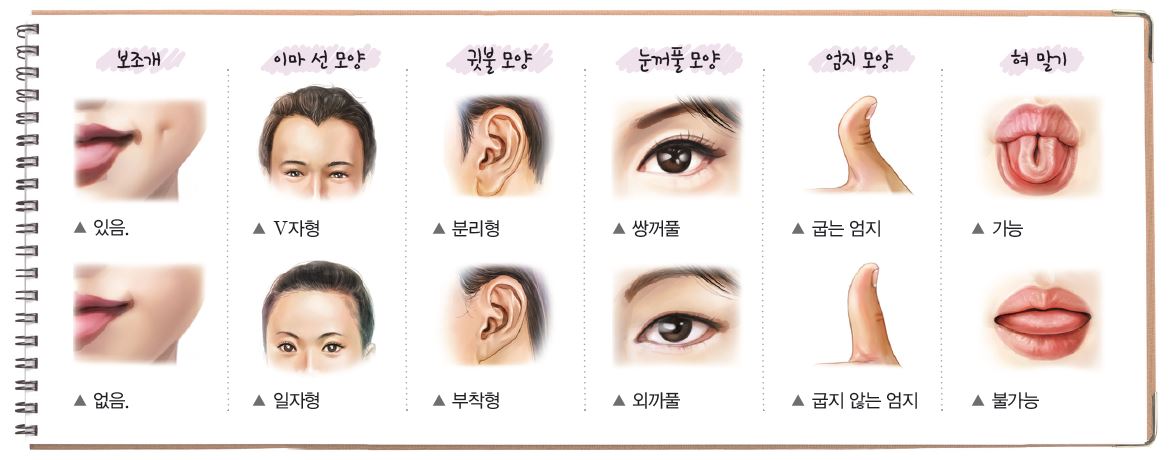 보조개
이마 선 모양
귓불 모양
눈꺼풀 모양
엄지 모양
혀 말기
▲ 있음.
▲ V자형
▲ 분리형
▲ 쌍꺼풀
▲ 굽는 엄지
▲ 가능
▲ 없음.
▲ 일자형
▲ 부착형
▲ 외까풀
▲ 굽지 않는 엄지
▲ 불가능